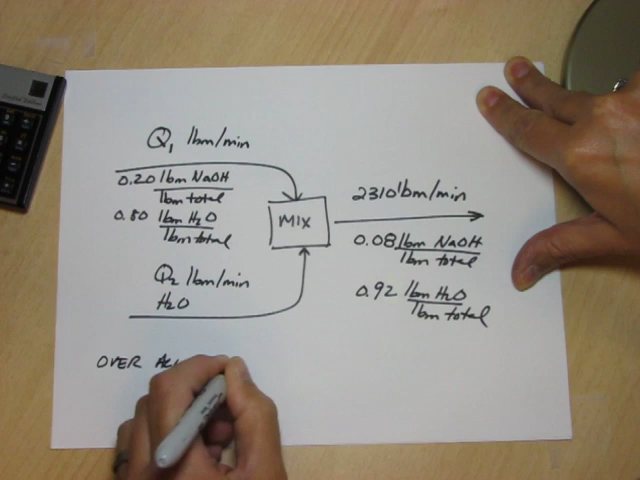 Q₁ lbm/min
0.20 lbm NaOH
lbm total
0.80 lbm H₂O
lbm total
Q₂ lbm/min
H₂O
MIX
2310 lbm/min
0.08 lbm NaOH
lbm total
0.92 lbm H₂O
lbm total
OVER